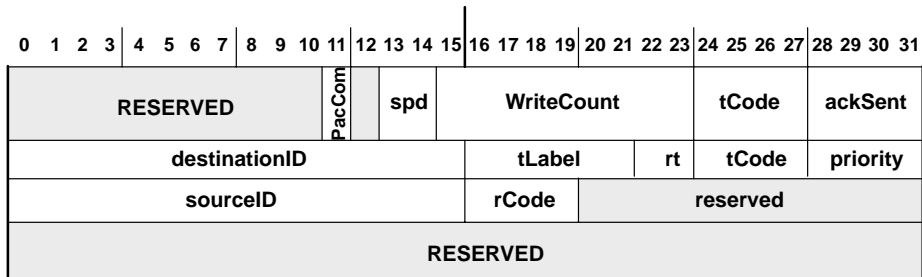 0 1 2 3 4 5 6 7 8 9 10 11 12 13 14 15 16 17 18 19 20 21 22 23 24 25 26 27 28 29 30 31
RESERVED PacCom spd WriteCount tCode ackSent
destinationID tLabel rt tCode priority
sourceID rCode reserved
RESERVED